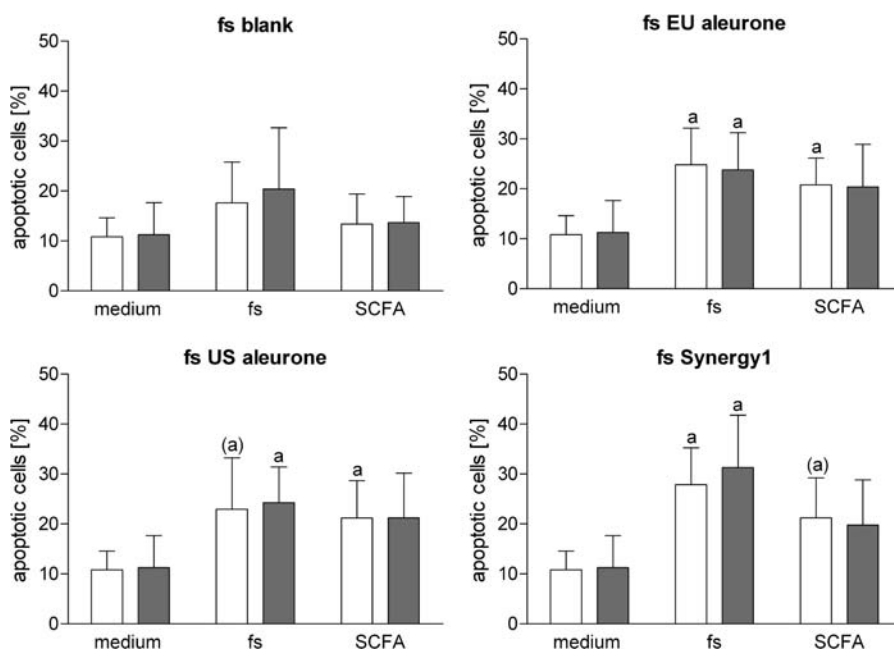 fs blank
apoptotic cells [%]
50
40
30
20
10
0
medium fs SCFA
fs EU aleurone
apoptotic cells [%]
50
40
30
20
10
0
a a a
medium fs SCFA
fs US aleurone
apoptotic cells [%]
50
40
30
20
10
0
(a) a a
medium fs SCFA
fs Synergy1
apoptotic cells [%]
50
40
30
20
10
0
a a (a)
medium fs SCFA